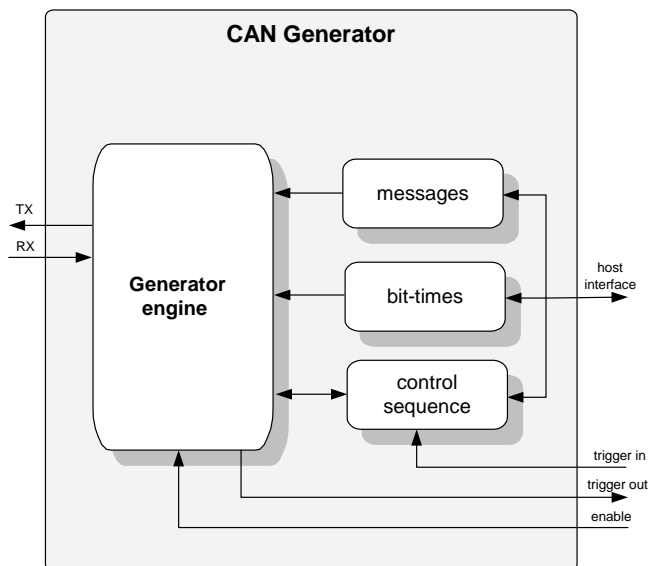 CAN Generator
messages
TX
RX
Generator
engine
bit-times
host
interface
control
sequence
trigger in
trigger out
enable